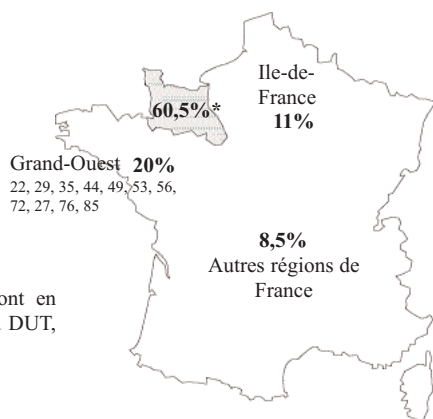 Ile-de-
France
11%
60,5%*
Grand-Ouest 20%
22, 29, 35, 44, 49, 53, 56,
72, 27, 76, 85
8,5%
Autres régions de
France
ont en
DUT,